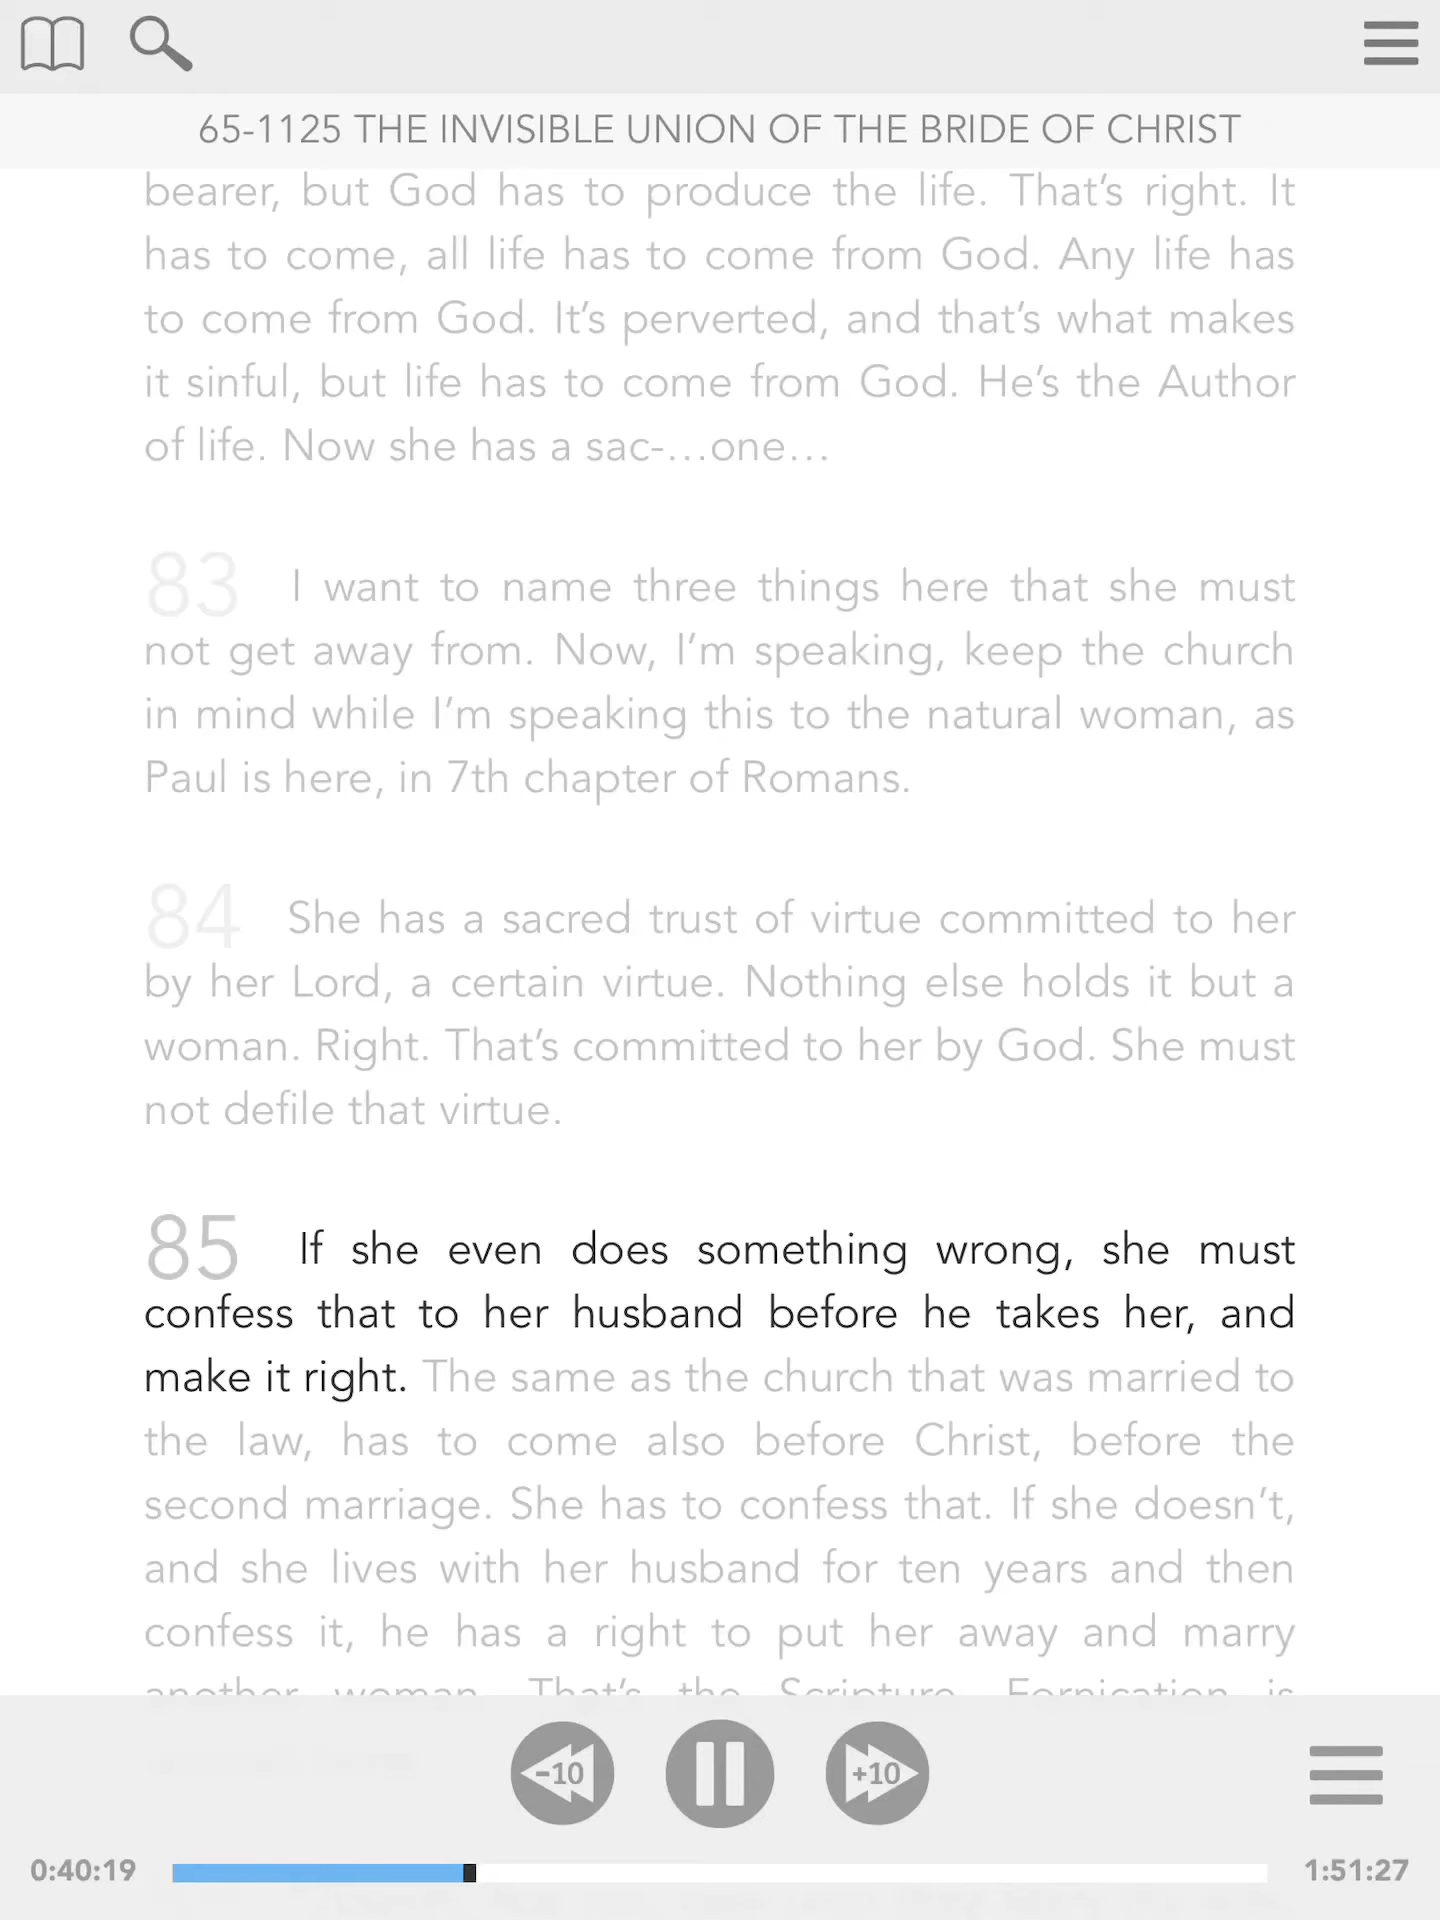 65-1125 THE INVISIBLE UNION OF THE BRIDE OF CHRIST
bearer, but God has to produce the life. That’s right. It
has to come, all life has to come from God. Any life has
to come from God. It’s perverted, and that’s what makes
it sinful, but life has to come from God. He’s the Author
of life. Now she has a sac-…one…
83 I want to name three things here that she must
not get away from. Now, I’m speaking, keep the church
in mind while I’m speaking this to the natural woman, as
Paul is here, in 7th chapter of Romans.
84 She has a sacred trust of virtue committed to her
by her Lord, a certain virtue. Nothing else holds it but a
woman. Right. That’s committed to her by God. She must
not defile that virtue.
85 If she even does something wrong, she must
confess that to her husband before he takes her, and
make it right. The same as the church that was married to
the law, has to come also before Christ, before the
second marriage. She has to confess that. If she doesn’t,
and she lives with her husband for ten years and then
confess it, he has a right to put her away and marry
another woman. That’s the Scripture. Fornication is
-10 +10
0:40:19 1:51:27